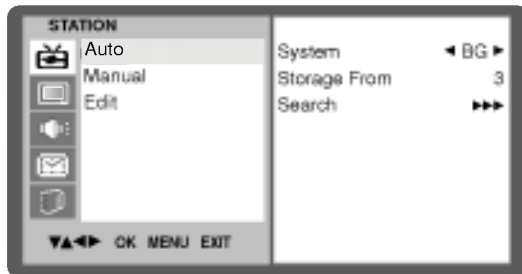 STATION
Auto
Manual
Edit
▼▲◀▶ OK MENU EXIT
System ◀ BG ▶
Storage From 3
Search ▶▶▶